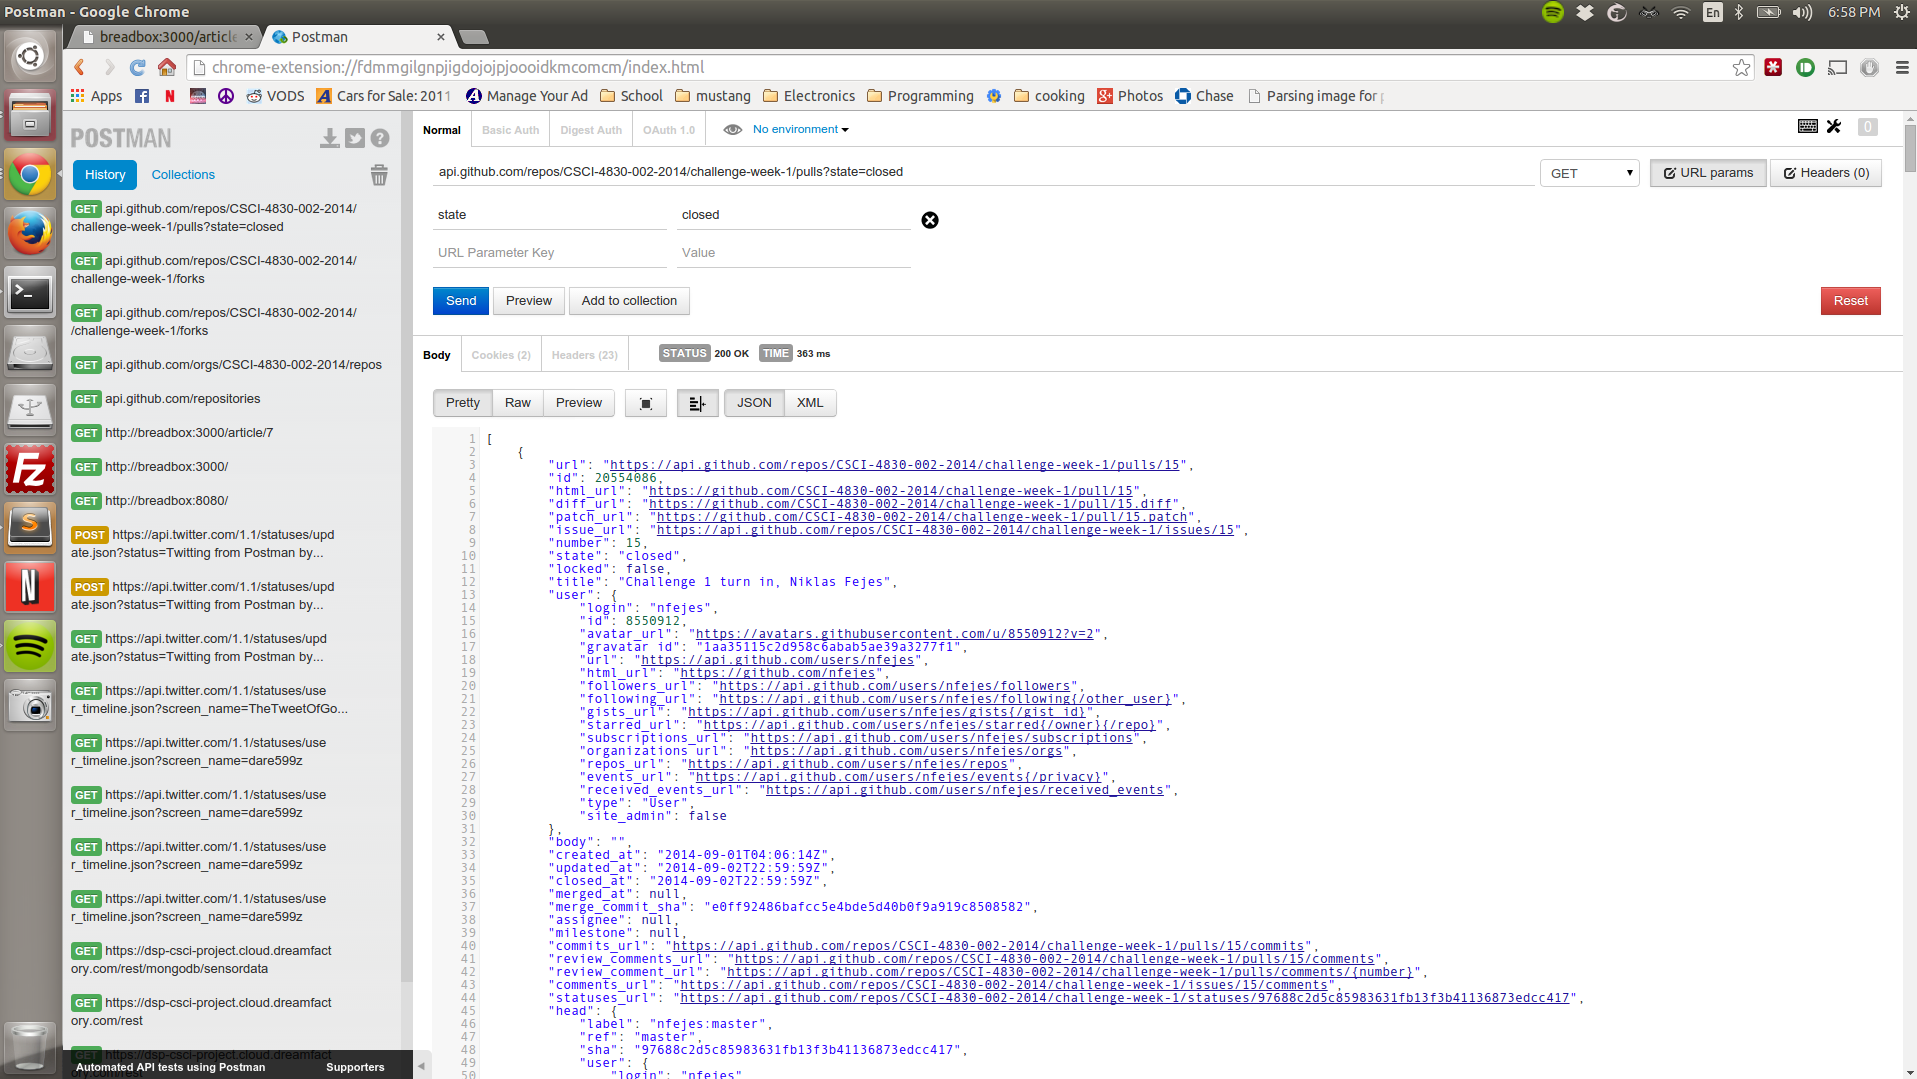 Postman - Google Chrome
En
6:58 PM
breadbox:3000/article
Postman
chrome-extension://fdmmgilgnpjigdojojpjoooidkmcomcm/index.html
Apps
VODS
Cars for Sale: 2011
Manage Your Ad
School
mustang
Electronics
Programming
cooking
Photos
Chase
Parsing image for
POSTMAN
History
Collections
GET api.github.com/repos/CSCI-4830-002-2014/
challenge-week-1/pulls?state=closed
GET api.github.com/repos/CSCI-4830-002-2014/
challenge-week-1/forks
GET api.github.com/repos/CSCI-4830-002-2014/
/challenge-week-1/forks
GET api.github.com/orgs/CSCI-4830-002-2014/repos
GET api.github.com/repositories
GET http://breadbox:3000/article/7
GET http://breadbox:3000/
GET http://breadbox:8080/
POST https://api.twitter.com/1.1/statuses/upd
ate.json?status=Twitting from Postman by...
POST https://api.twitter.com/1.1/statuses/upd
ate.json?status=Twitting from Postman by...
GET https://api.twitter.com/1.1/statuses/upd
ate.json?status=Twitting from Postman by...
GET https://api.twitter.com/1.1/statuses/use
r_timeline.json?screen_name=TheTweetOfGo...
GET https://api.twitter.com/1.1/statuses/use
r_timeline.json?screen_name=dare599z
GET https://api.twitter.com/1.1/statuses/use
r_timeline.json?screen_name=dare599z
GET https://api.twitter.com/1.1/statuses/use
r_timeline.json?screen_name=dare599z
GET https://api.twitter.com/1.1/statuses/use
r_timeline.json?screen_name=dare599z
GET https://dsp-csci-project.cloud.dreamfact
ory.com/rest/mongodb/sensordata
GET https://dsp-csci-project.cloud.dreamfact
ory.com/rest
GET https://dsp-csci-project.cloud.dreamfact
ory.com/rest
Automated API tests using Postman
Supporters
Normal
Basic Auth
Digest Auth
OAuth 1.0
No environment
0
api.github.com/repos/CSCI-4830-002-2014/challenge-week-1/pulls?state=closed
GET
URL params
Headers (0)
state
closed
URL Parameter Key
Value
Send
Preview
Add to collection
Reset
Body
Cookies (2)
Headers (23)
STATUS 200 OK
TIME 363 ms
Pretty
Raw
Preview
JSON
XML
1 [
2 {
3 "url": "https://api.github.com/repos/CSCI-4830-002-2014/challenge-week-1/pulls/15",
4 "id": 20554086,
5 "html_url": "https://github.com/CSCI-4830-002-2014/challenge-week-1/pull/15",
6 "diff_url": "https://github.com/CSCI-4830-002-2014/challenge-week-1/pull/15.diff",
7 "patch_url": "https://github.com/CSCI-4830-002-2014/challenge-week-1/pull/15.patch",
8 "issue_url": "https://api.github.com/repos/CSCI-4830-002-2014/challenge-week-1/issues/15",
9 "number": 15,
10 "state": "closed",
11 "locked": false,
12 "title": "Challenge 1 turn in, Niklas Fejes",
13 "user": {
14 "login": "nfejes",
15 "id": 8550912,
16 "avatar_url": "https://avatars.githubusercontent.com/u/8550912?v=2",
17 "gravatar_id": "1aa35115c2d958c6abab5ae39a3277f1",
18 "url": "https://api.github.com/users/nfejes",
19 "html_url": "https://github.com/nfejes",
20 "followers_url": "https://api.github.com/users/nfejes/followers",
21 "following_url": "https://api.github.com/users/nfejes/following{/other_user}",
22 "gists_url": "https://api.github.com/users/nfejes/gists{/gist_id}",
23 "starred_url": "https://api.github.com/users/nfejes/starred{/owner}{/repo}",
24 "subscriptions_url": "https://api.github.com/users/nfejes/subscriptions",
25 "organizations_url": "https://api.github.com/users/nfejes/orgs",
26 "repos_url": "https://api.github.com/users/nfejes/repos",
27 "events_url": "https://api.github.com/users/nfejes/events{/privacy}",
28 "received_events_url": "https://api.github.com/users/nfejes/received_events",
29 "type": "User",
30 "site_admin": false
31 },
32 "body": "",
33 "created_at": "2014-09-01T04:06:14Z",
34 "updated_at": "2014-09-02T22:59:59Z",
35 "closed_at": "2014-09-02T22:59:59Z",
36 "merged_at": null,
37 "merge_commit_sha": "e0ff92486bafcc5e4bde5d40b0f9a919c8508582",
38 "assignee": null,
39 "milestone": null,
40 "commits_url": "https://api.github.com/repos/CSCI-4830-002-2014/challenge-week-1/pulls/15/commits",
41 "review_comments_url": "https://api.github.com/repos/CSCI-4830-002-2014/challenge-week-1/pulls/15/comments",
42 "review_comment_url": "https://api.github.com/repos/CSCI-4830-002-2014/challenge-week-1/pulls/comments/{number}",
43 "comments_url": "https://api.github.com/repos/CSCI-4830-002-2014/challenge-week-1/issues/15/comments",
44 "statuses_url": "https://api.github.com/repos/CSCI-4830-002-2014/challenge-week-1/statuses/97688c2d5c85983631fb13f3b41136873edcc417",
45 "head": {
46 "label": "nfejes:master",
47 "ref": "master",
48 "sha": "97688c2d5c85983631fb13f3b41136873edcc417",
49 "user": {
50 "login": "nfejes"